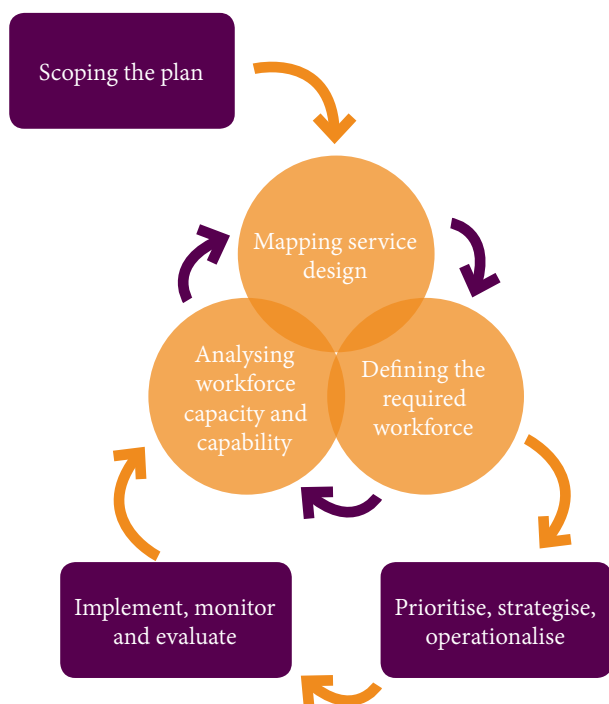 Scoping the plan
Mapping service
design
Analysing
workforce
capacity and
capability
Defining the
required
workforce
Implement, monitor
and evaluate
Prioritise, strategise,
operationalise